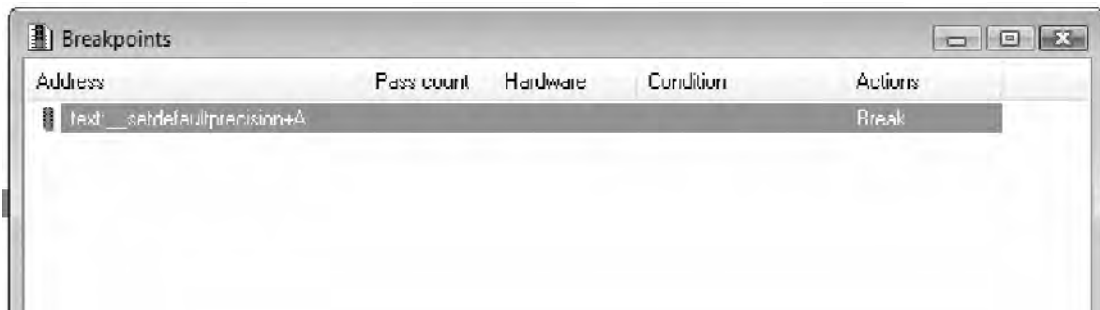 Breakpoints
Address Pass count Hardware Condition Actions
text:__setdefaultprecision+A Break